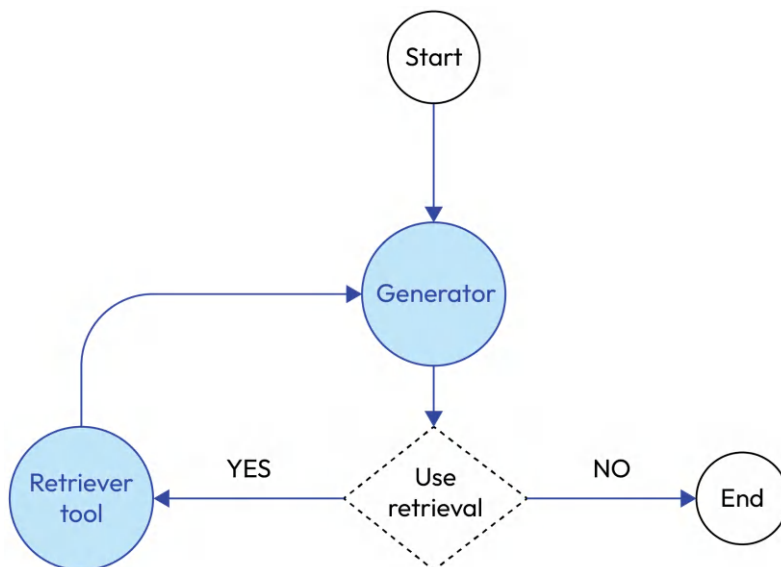 Start
Generator
Retriever
tool
YES
Use
retrieval
NO
End